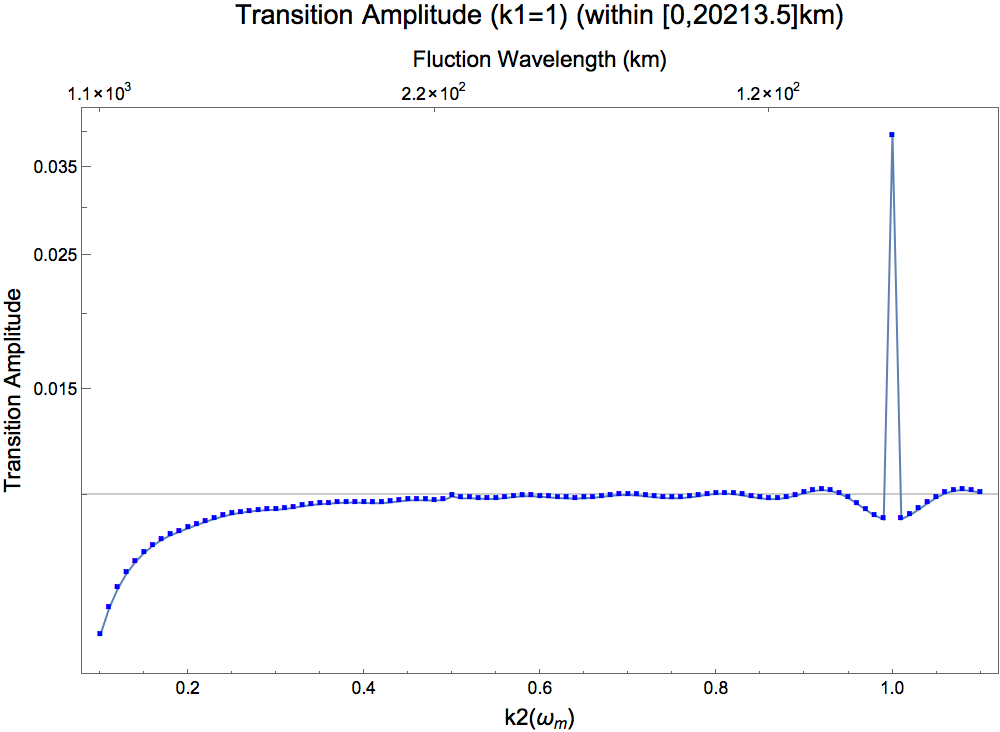 Transition Amplitude (k1=1) (within [0,20213.5]km)
Fluction Wavelength (km)
1.1×10³ 2.2×10² 1.2×10²
0.035
0.025
0.015
Transition Amplitude
0.2 0.4 0.6 0.8 1.0
k2(ωₘ)